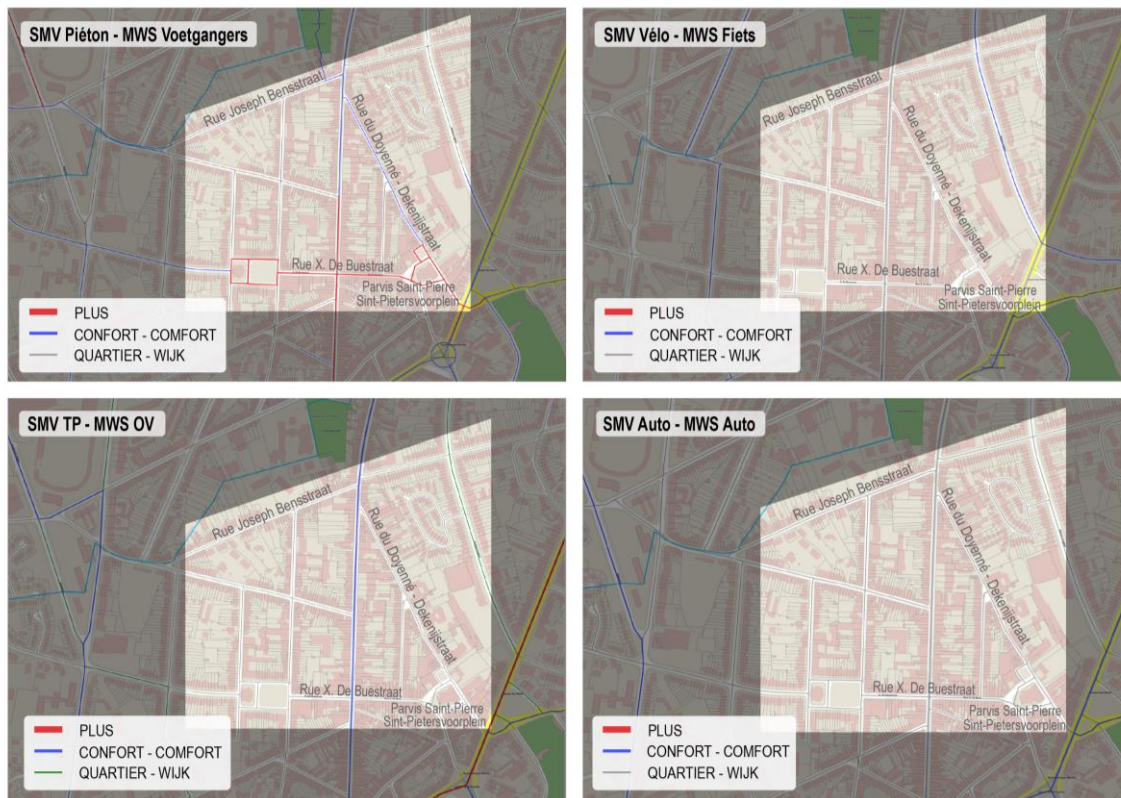 SMV Piéton - MWS Voetgangers
Rue Joseph Bensstraat
Rue du Doyenné - Dekenijstraat
Rue X. De Buestraat
Parvis Saint-Pierre
Sint-Pietersvoorplein
PLUS
CONFORT - COMFORT
QUARTIER - WIJK
SMV Vélo - MWS Fiets
Rue Joseph Bensstraat
Rue du Doyenné - Dekenijstraat
Rue X. De Buestraat
Parvis Saint-Pierre
Sint-Pietersvoorplein
PLUS
CONFORT - COMFORT
QUARTIER - WIJK
SMV TP - MWS OV
Rue Joseph Bensstraat
Rue du Doyenné - Dekenijstraat
Rue X. De Buestraat
Parvis Saint-Pierre
Sint-Pietersvoorplein
PLUS
CONFORT - COMFORT
QUARTIER - WIJK
SMV Auto - MWS Auto
Rue Joseph Bensstraat
Rue du Doyenné - Dekenijstraat
Rue X. De Buestraat
Parvis Saint-Pierre
Sint-Pietersvoorplein
PLUS
CONFORT - COMFORT
QUARTIER - WIJK